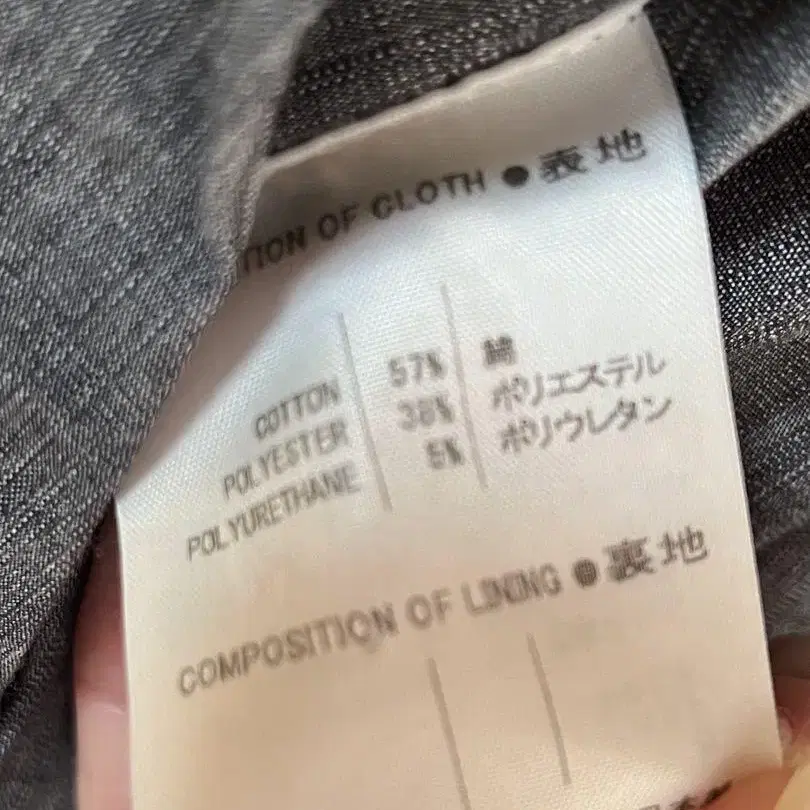 TION OF CLOTH ● 表地
COTTON 57% 綿
POLYESTER 38% ポリエステル
POLYURETHANE 5% ポリウレタン
COMPOSITION OF LINING ● 裏地